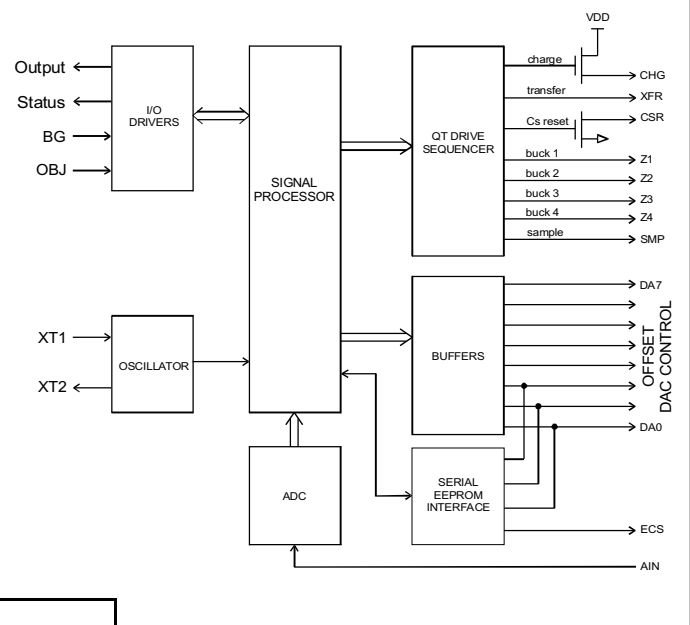 VDD
Output
Status
BG
OBJ
I/O
DRIVERS
SIGNAL
PROCESSOR
QT DRIVE
SEQUENCER
charge
CHG
transfer
XFR
Cs reset
CSR
buck 1
Z1
buck 2
Z2
buck 3
Z3
buck 4
Z4
sample
SMP
XT1
XT2
OSCILLATOR
BUFFERS
DA7
OFFSET
DAC CONTROL
DA0
ADC
SERIAL
EEPROM
INTERFACE
ECS
AIN